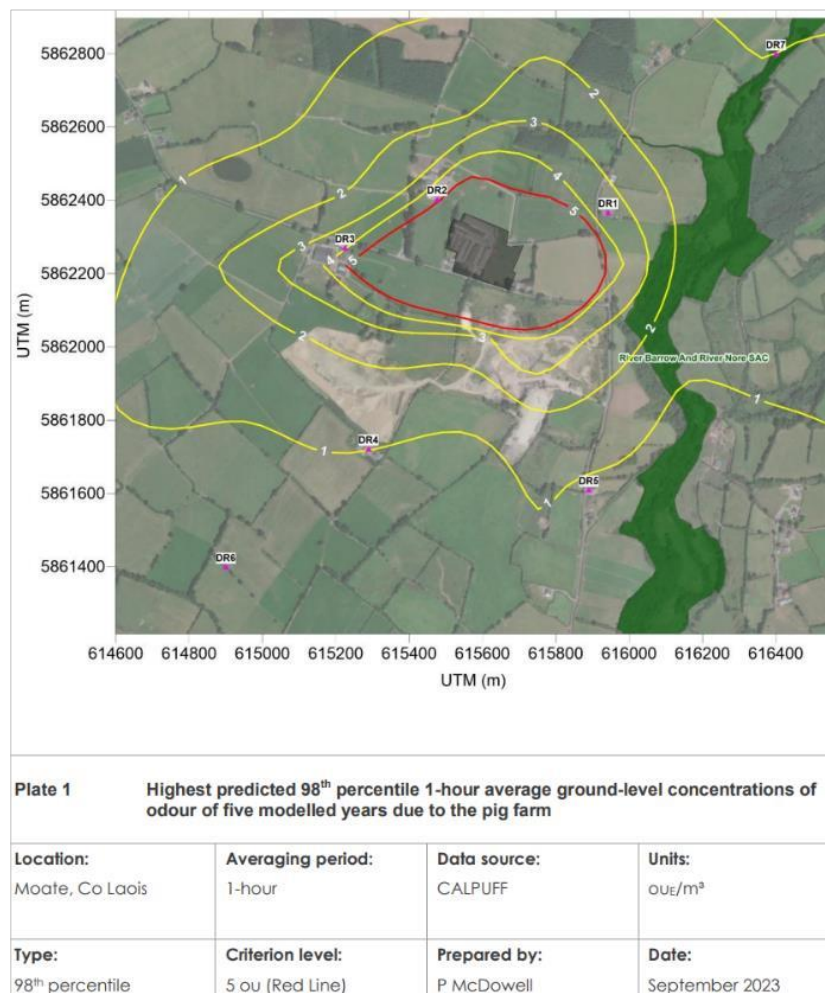 5862800
5862600
5862400
5862200
5862000
5861800
5861600
5861400
UTM (m)
DR7
2
1
3
4
2
DR2
5
DR1
DR3
3
4
5
2
3
2
River Barrow And River Nore SAC
1
1
DR4
1
DR5
DR6
614600 614800 615000 615200 615400 615600 615800 616000 616200 616400
UTM (m)
Plate 1 Highest predicted 98th percentile 1-hour average ground-level concentrations of
odour of five modelled years due to the pig farm
Location: Averaging period: Data source: Units:
Moate, Co Laois 1-hour CALPUFF ouE/m³
Type: Criterion level: Prepared by: Date:
98th percentile 5 ou (Red Line) P McDowell September 2023